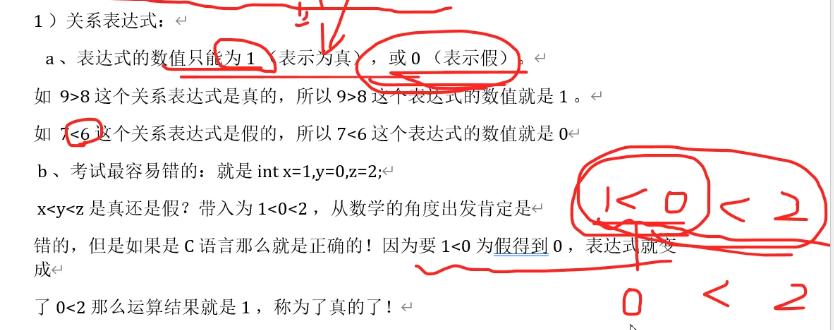 1）关系表达式：
a、表达式的数值只能为1（表示为真），或0（表示假）。
如 9>8这个关系表达式是真的，所以9>8这个表达式的数值就是1。
如 7<6这个关系表达式是假的，所以7<6这个表达式的数值就是0
b、考试最容易错的：就是int x=1,y=0,z=2;
x<y<z是真还是假？带入为1<0<2，从数学的角度出发肯定是
错的，但是如果是C语言那么就是正确的！因为要1<0为假得到0，表达式就变
成
了0<2那么运算结果就是1，称为了真的了！
1<0<2
0<2